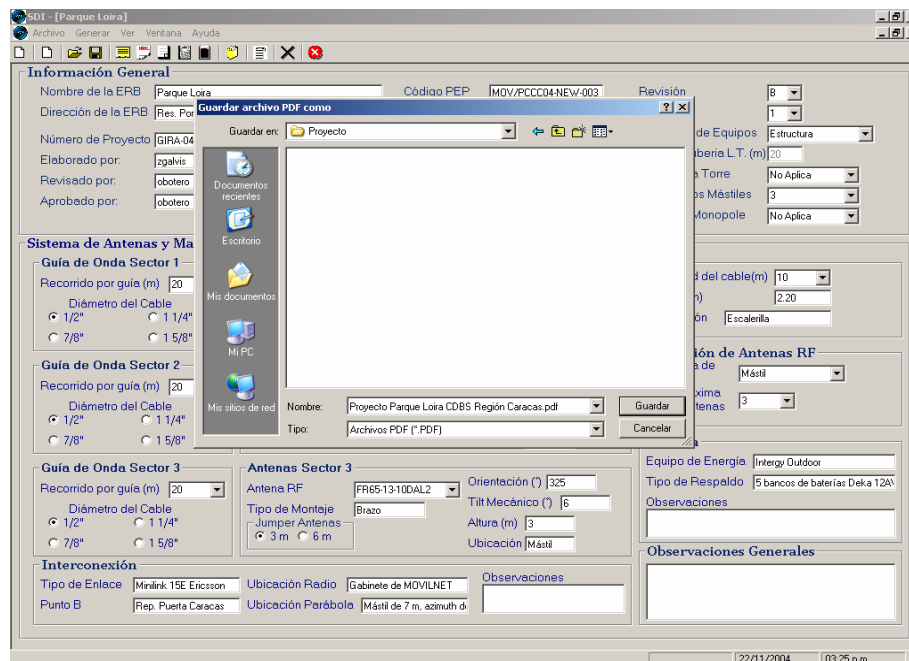 SDI - [Parque Loira]
Archivo Generar Ver Ventana Ayuda
Información General
Nombre de la ERB Parque Loira Código PEP MOV/PCCC04-NEW-003 Revisión B
Dirección de la ERB Res. Por 1
Número de Proyecto GIRA-04 de Equipos Estructura
Elaborado por: zgalvis L.T. (m) 20
Revisado por: obotero Torre No Aplica
Aprobado por: obotero os Mástiles 3
Monopole No Aplica
Guardar archivo PDF como
Guardar en: Proyecto
Documentos recientes
Escritorio
Mis documentos
Mi PC
Mis sitios de red
Nombre: Proyecto Parque Loira CDBS Región Caracas.pdf Guardar
Tipo: Archivos PDF (*.PDF) Cancelar
Sistema de Antenas y Ma
Guía de Onda Sector 1
Recorrido por guía (m) 20
Diámetro del Cable
1/2" 1 1/4"
7/8" 1 5/8"
d del cable(m) 10
2.20
ón Escalerilla
Guía de Onda Sector 2
Recorrido por guía (m) 20
Diámetro del Cable
1/2" 1 1/4"
7/8" 1 5/8"
ión de Antenas RF
de Mástil
xima
tenas 3
Guía de Onda Sector 3
Recorrido por guía (m) 20
Diámetro del Cable
1/2" 1 1/4"
7/8" 1 5/8"
Antenas Sector 3
Antena RF FR65-13-10DAL2 Orientación (°) 325
Tipo de Montaje Brazo Tilt Mecánico (°) 6
Jumper Antenas Altura (m) 3
3 m 6 m
Ubicación Mástil
Equipo de Energía Intergy Outdoor
Tipo de Respaldo 5 bancos de baterías Deka 12A
Observaciones
Observaciones Generales
Interconexión
Tipo de Enlace Minilink 15E Ericsson Ubicación Radio Gabinete de MOVILNET Observaciones
Punto B Rep. Puerta Caracas Ubicación Parábola Mástil de 7 m, azimuth d
22/11/2004 03:25 p.m.